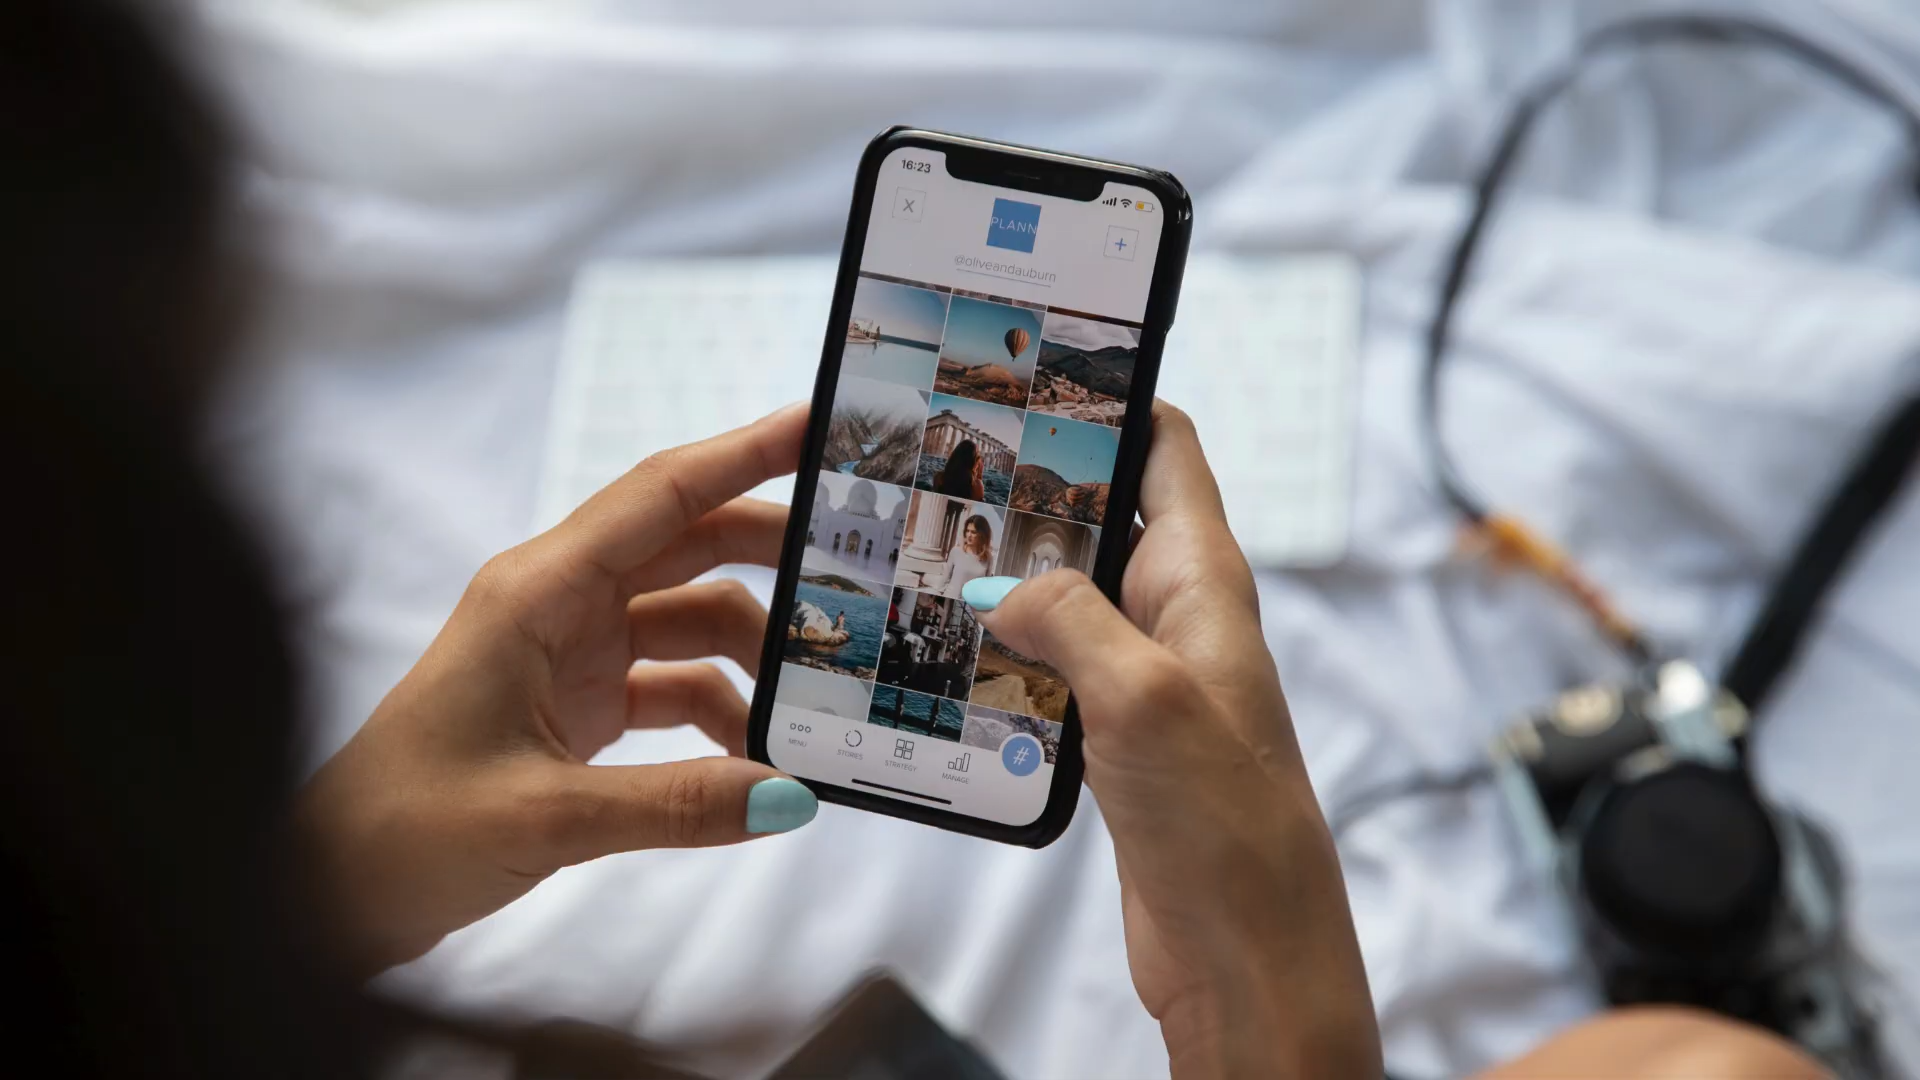 16:23
X
PLANN
+
@oliveandauburn
MENU
STORIES
STRATEGY
MANAGE
#